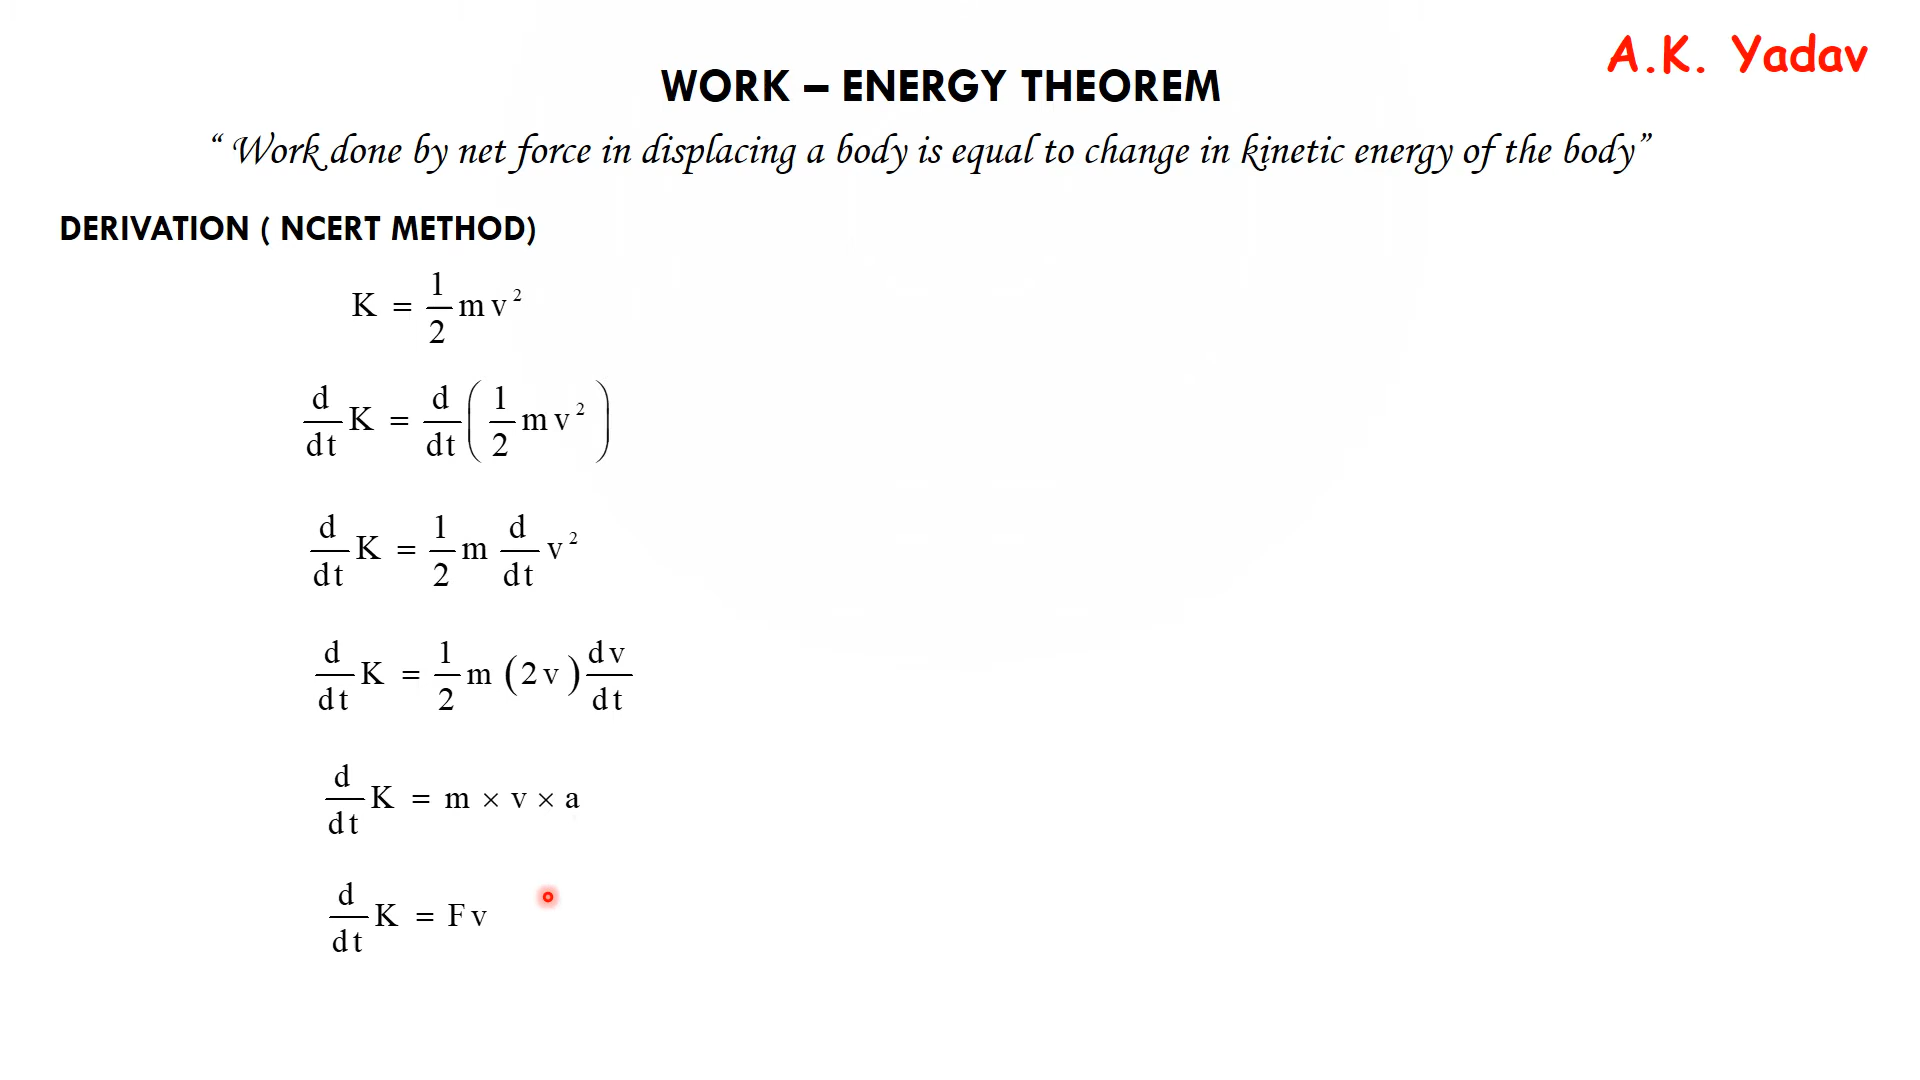 A.K. Yadav
WORK – ENERGY THEOREM
“ Work done by net force in displacing a body is equal to change in kinetic energy of the body”
DERIVATION ( NCERT METHOD)
K = 1/2 m v²
d/dt K = d/dt ( 1/2 m v² )
d/dt K = 1/2 m d/dt v²
d/dt K = 1/2 m (2 v) dv/dt
d/dt K = m × v × a
d/dt K = F v